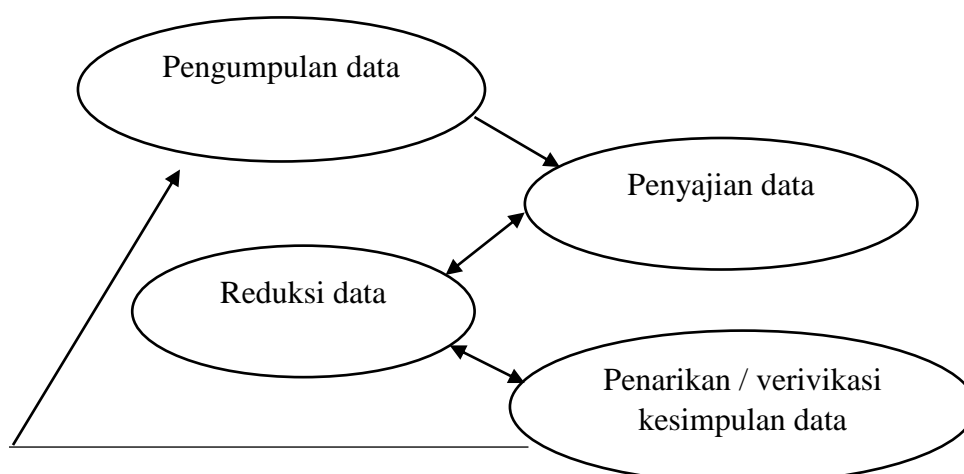 Pengumpulan data
Penyajian data
Reduksi data
Penarikan / verivikasi
kesimpulan data